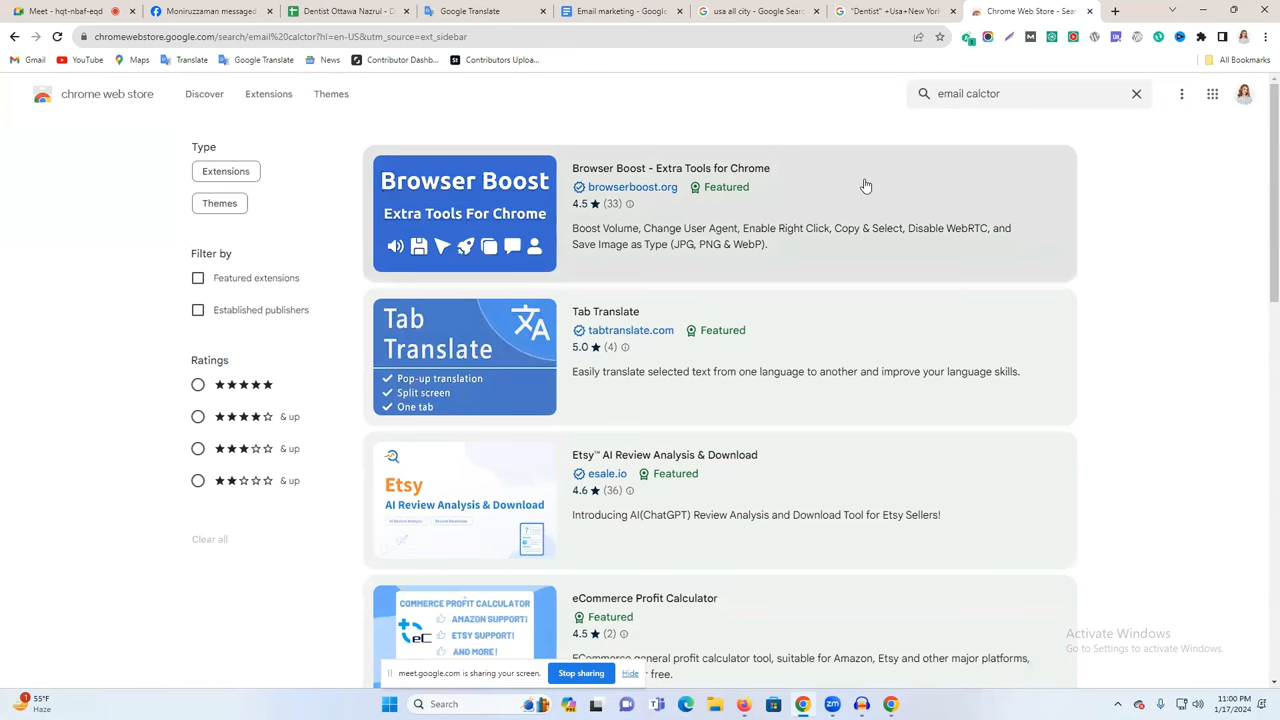 Meet - hqt-nbaf-eqd
Moniruzzaman messaged
Dentist Ottawa Nazrul - C
Google Translate
Email marketing - Google
usa all city - Google Sear
"Dentist" +Usa+New York
Chrome Web Store - Sear
chromewebstore.google.com/search/email%20calctor?hl=en-US&utm_source=ext_sidebar
Gmail
YouTube
Maps
Translate
Google Translate
News
Contributor Dashb...
Contributors Uploa...
All Bookmarks
chrome web store
Discover
Extensions
Themes
email calctor
Type
Extensions
Themes
Filter by
Featured extensions
Established publishers
Ratings
& up
& up
& up
Clear all
Browser Boost
Extra Tools For Chrome
Browser Boost - Extra Tools for Chrome
browserboost.org Featured
4.5 ★ (33)
Boost Volume, Change User Agent, Enable Right Click, Copy & Select, Disable WebRTC, and
Save Image as Type (JPG, PNG & WebP).
Tab
Translate
✓ Pop-up translation
✓ Split screen
✓ One tab
Tab Translate
tabtranslate.com Featured
5.0 ★ (4)
Easily translate selected text from one language to another and improve your language skills.
Etsy
AI Review Analysis & Download
Etsy™ AI Review Analysis & Download
esale.io Featured
4.6 ★ (36)
Introducing AI(ChatGPT) Review Analysis and Download Tool for Etsy Sellers!
COMMERCE PROFIT CALCULATOR
AMAZON SUPPORT!
ETSY SUPPORT!
AND MORE!
eC
eCommerce Profit Calculator
Featured
4.5 ★ (2)
ECommerce general profit calculator tool, suitable for Amazon, Etsy and other major platforms,
r free.
meet.google.com is sharing your screen.
Stop sharing
Hide
Activate Windows
Go to Settings to activate Windows.
1
55°F
Haze
Search
11:00 PM
1/17/2024